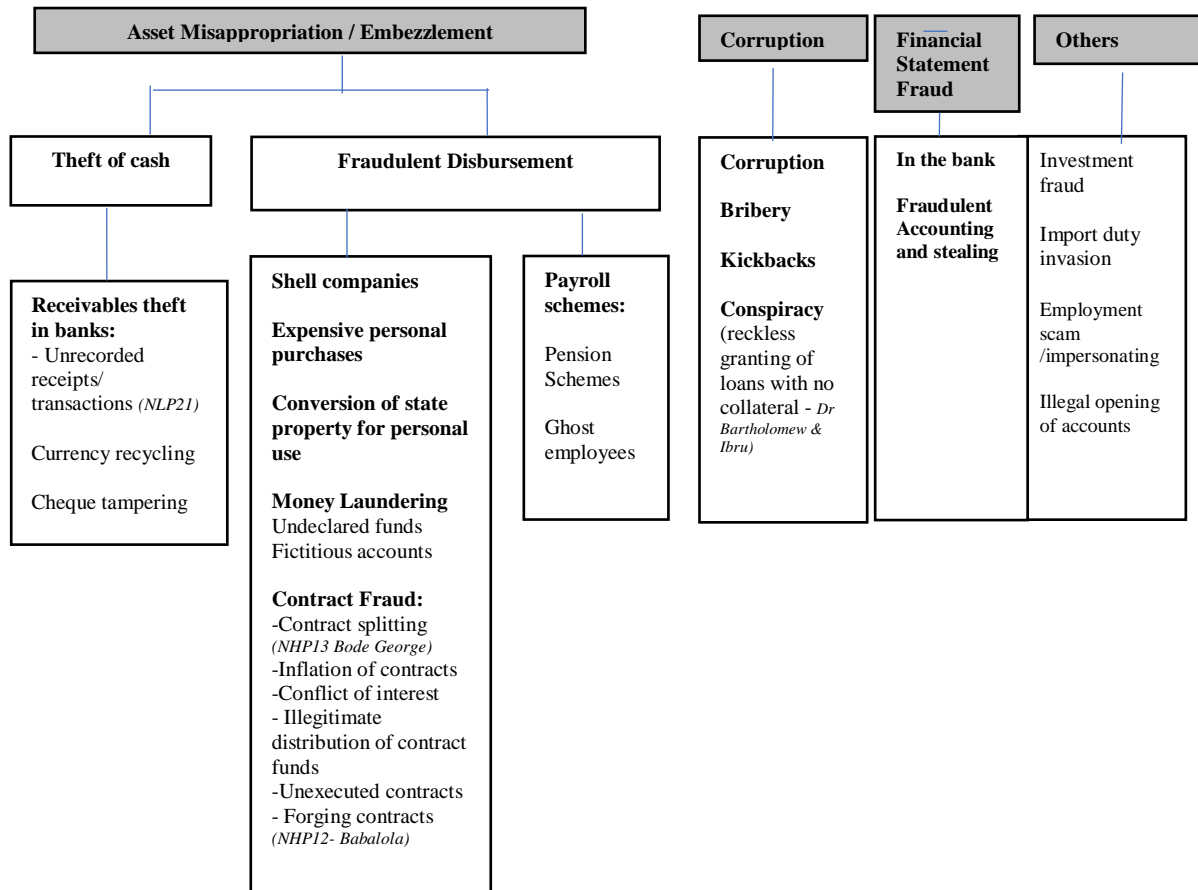 Asset Misappropriation / Embezzlement
Corruption
Financial
Statement
Fraud
Others
Theft of cash
Fraudulent Disbursement
Receivables theft
in banks:
- Unrecorded
receipts/
transactions (NLP21)
Currency recycling
Cheque tampering
Shell companies
Expensive personal
purchases
Conversion of state
property for personal
use
Money Laundering
Undeclared funds
Fictitious accounts
Contract Fraud:
-Contract splitting
(NHP13 Bode George)
-Inflation of contracts
-Conflict of interest
- Illegitimate
distribution of contract
funds
-Unexecuted contracts
- Forging contracts
(NHP12- Babalola)
Payroll
schemes:
Pension
Schemes
Ghost
employees
Corruption
Bribery
Kickbacks
Conspiracy
(reckless
granting of
loans with no
collateral - Dr
Bartholomew &
Ibru)
In the bank
Fraudulent
Accounting
and stealing
Investment
fraud
Import duty
invasion
Employment
scam
/impersonating
Illegal opening
of accounts